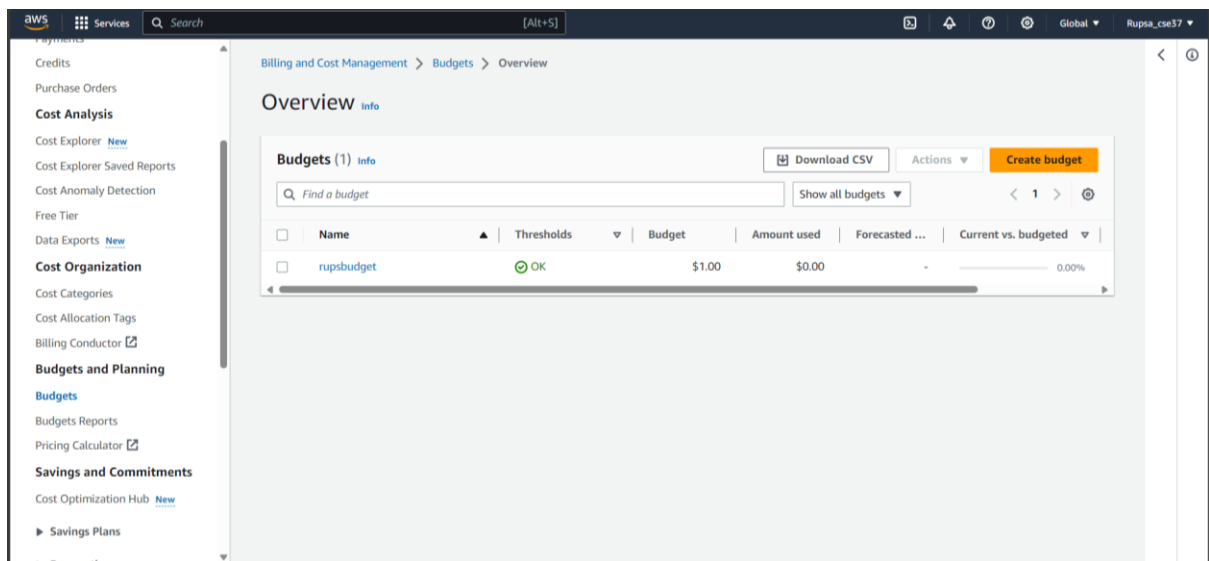 aws Services Search [Alt+S] Global Rupsa_cse37
Payments
Credits
Purchase Orders
Cost Analysis
Cost Explorer New
Cost Explorer Saved Reports
Cost Anomaly Detection
Free Tier
Data Exports New
Cost Organization
Cost Categories
Cost Allocation Tags
Billing Conductor
Budgets and Planning
Budgets
Budgets Reports
Pricing Calculator
Savings and Commitments
Cost Optimization Hub New
Savings Plans
Billing and Cost Management > Budgets > Overview
Overview Info
Budgets (1) Info Download CSV Actions Create budget
Find a budget Show all budgets < 1 >
Name Thresholds Budget Amount used Forecasted ... Current vs. budgeted
rupsbudget OK $1.00 $0.00 - 0.00%